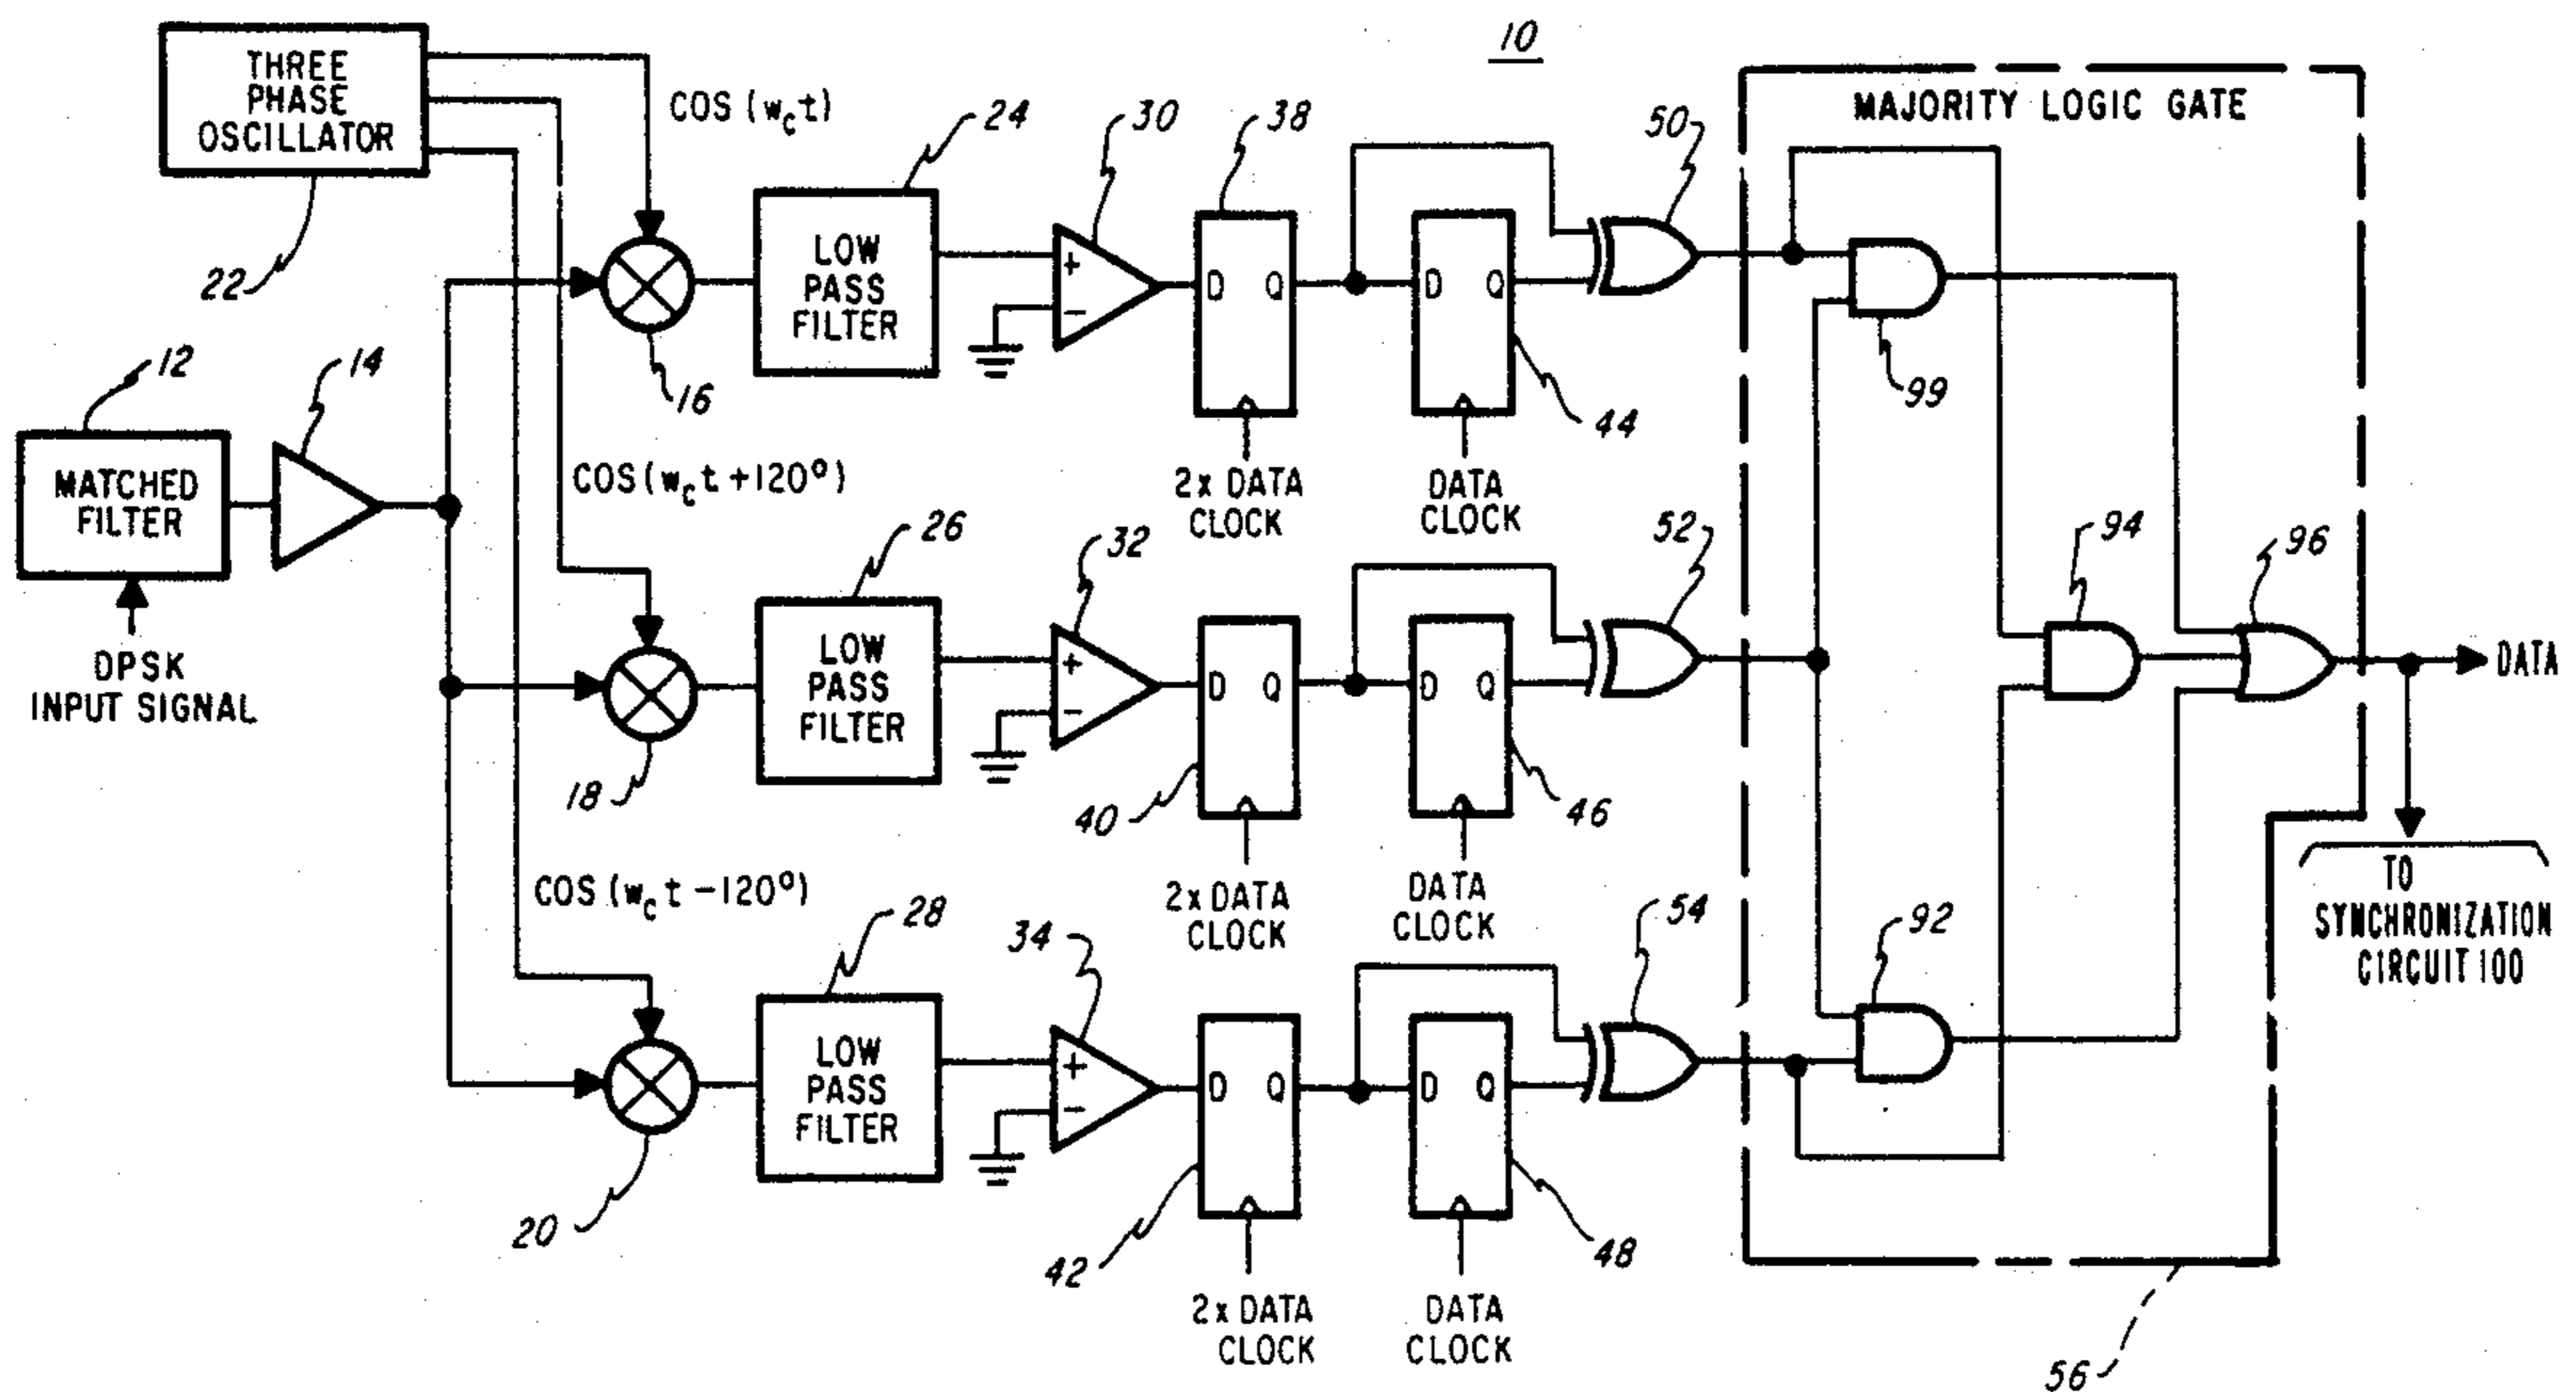 10
THREE
PHASE
OSCILLATOR
COS (wct)
24
30
38
50
MAJORITY LOGIC GATE
22
LOW
PASS
FILTER
+
−
D Q
D Q
16
44
99
12
14
MATCHED
FILTER
COS(wct+120°)
2x DATA
CLOCK
DATA
CLOCK
26
32
52
94
96
DPSK
INPUT SIGNAL
LOW
PASS
FILTER
+
−
D Q
D Q
DATA
18
40
46
COS(wct−120°)
2x DATA
CLOCK
DATA
CLOCK
28
34
54
92
TO
SYNCHRONIZATION
CIRCUIT 100
LOW
PASS
FILTER
+
−
D Q
D Q
20
42
48
2x DATA
CLOCK
DATA
CLOCK
56